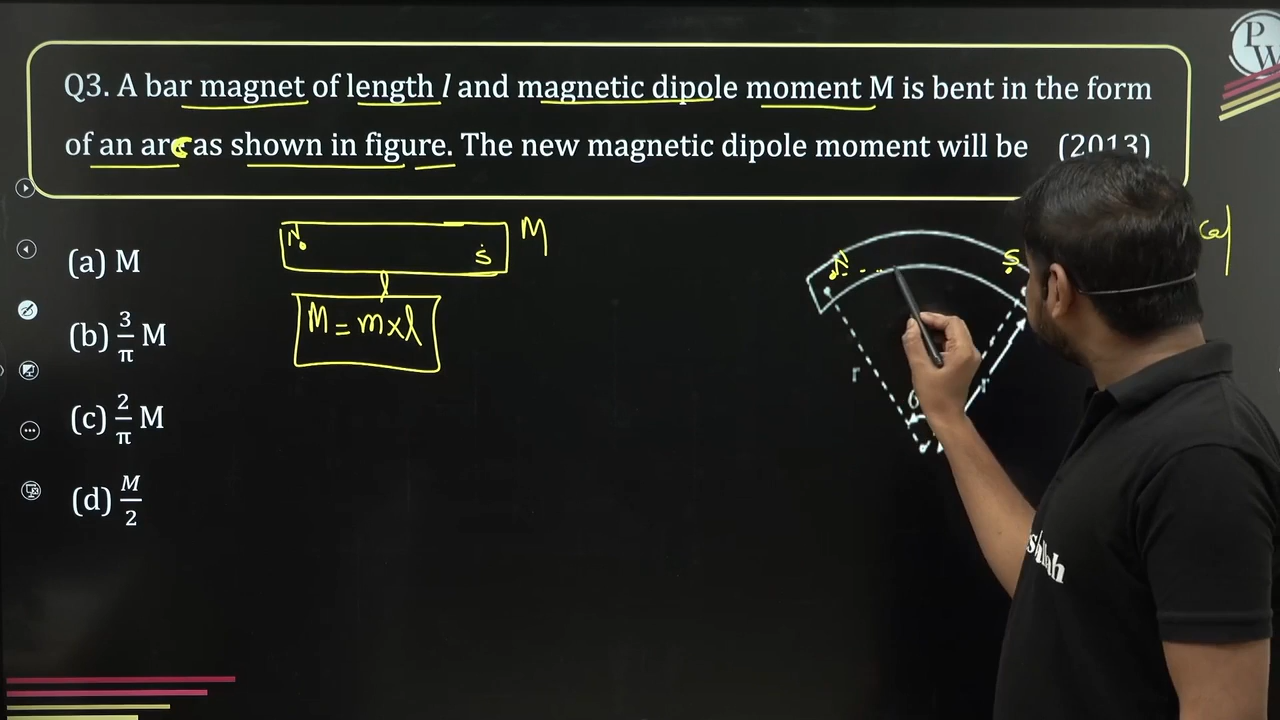 Q3. A bar magnet of length l and magnetic dipole moment M is bent in the form
of an arc as shown in figure. The new magnetic dipole moment will be (2013)
(a) M
(b) 3/π M
(c) 2/π M
(d) M/2
N
S
M
l
M = m×l
N
S
r
r
(a)
PW